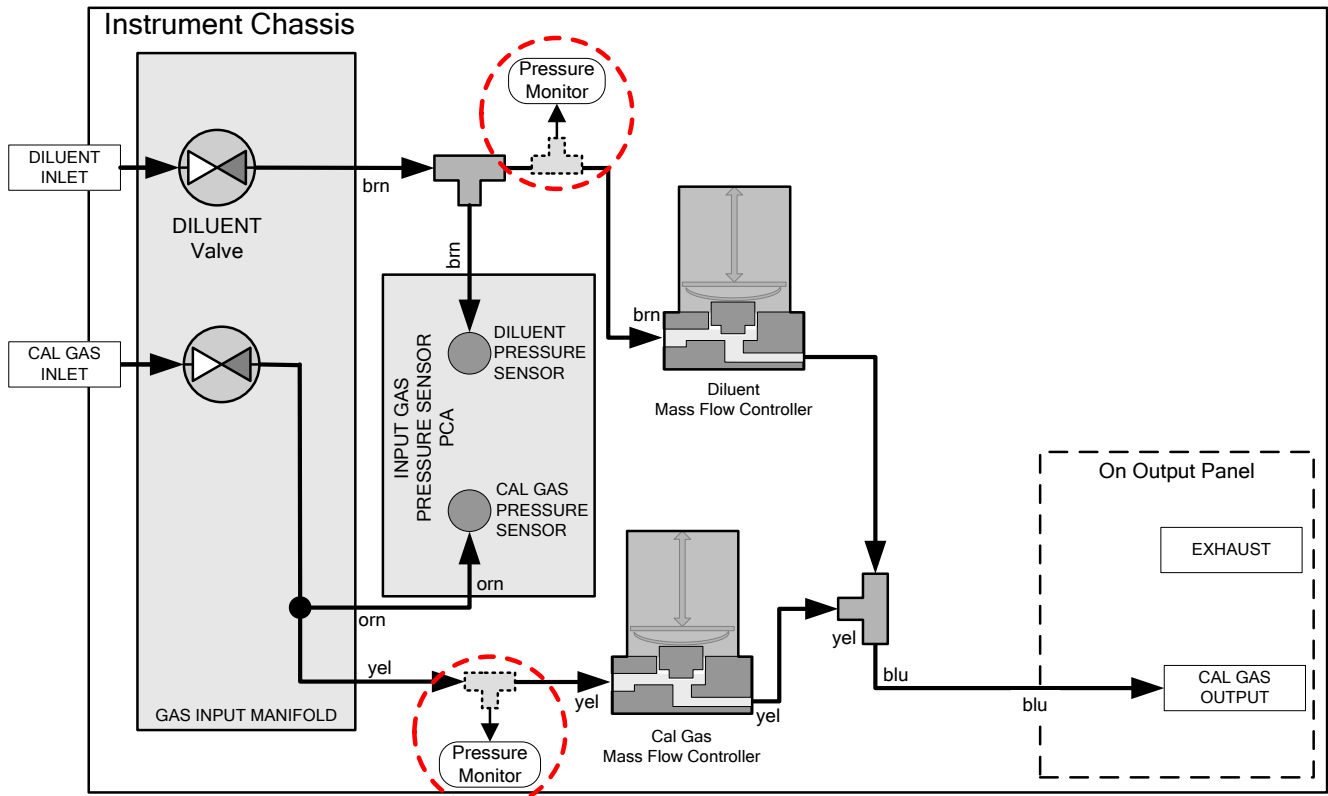 Instrument Chassis
Pressure
Monitor
DILUENT
INLET
brn
DILUENT
Valve
brn
brn
CAL GAS
INLET
INPUT GAS
PRESSURE SENSOR
PCA
DILUENT
PRESSURE
SENSOR
Diluent
Mass Flow Controller
CAL GAS
PRESSURE
SENSOR
On Output Panel
EXHAUST
orn
orn
yel
yel
yel
yel
blu
blu
CAL GAS
OUTPUT
GAS INPUT MANIFOLD
Cal Gas
Mass Flow Controller
Pressure
Monitor